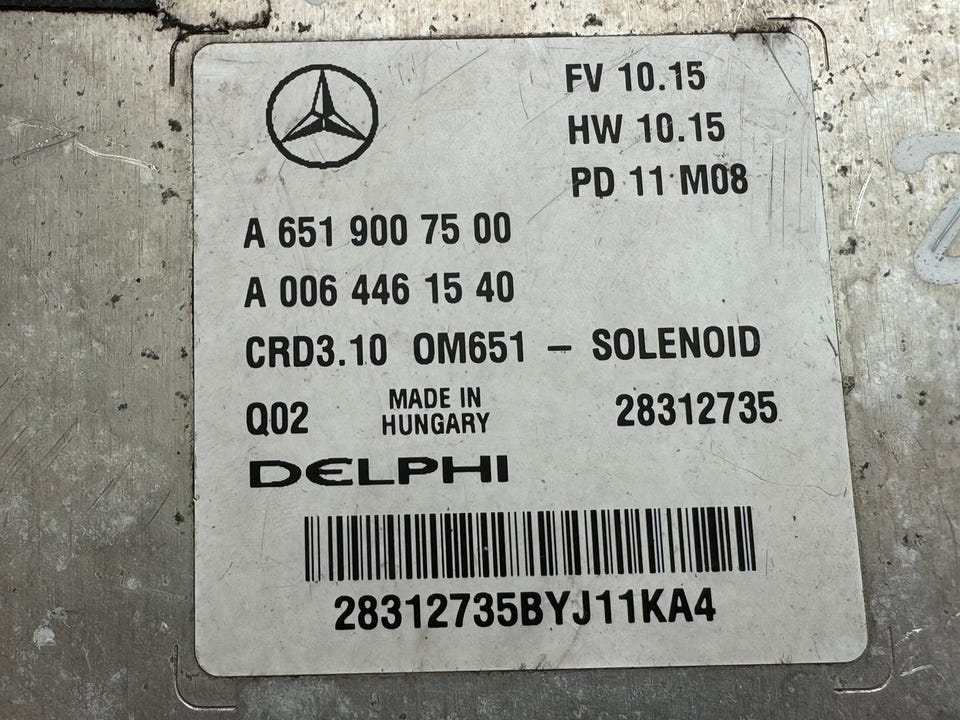 FV 10.15
HW 10.15
PD 11 M08
A 651 900 75 00
A 006 446 15 40
CRD3.10 OM651 – SOLENOID
Q02 MADE IN HUNGARY 28312735
DELPHI
28312735BYJ11KA4